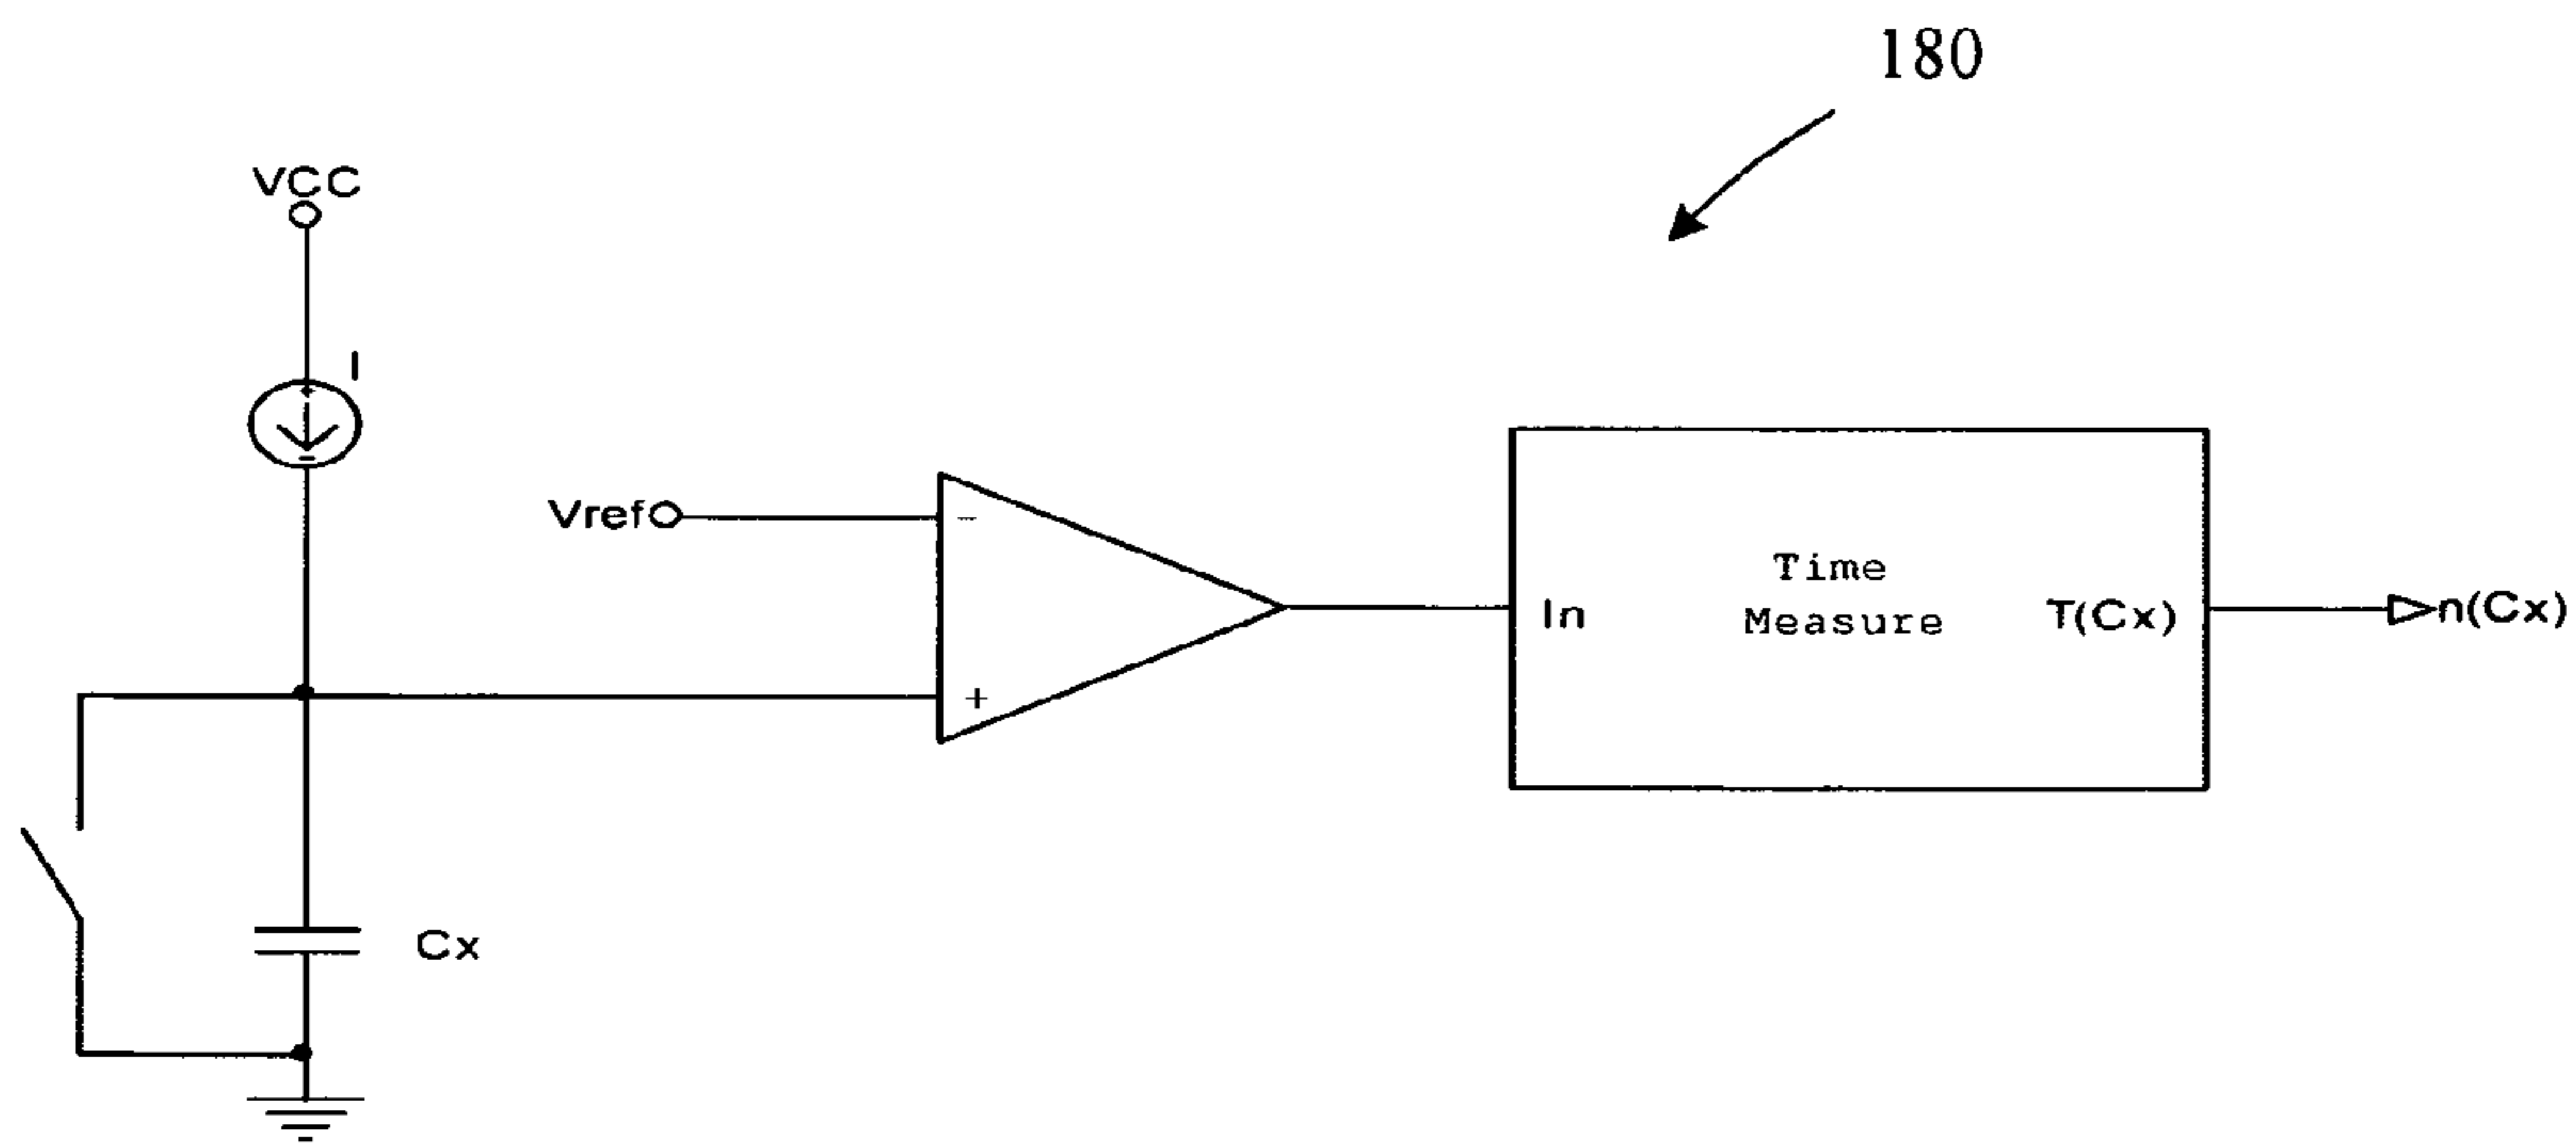 180
VCC
I
Vref
-
+
In
Time
Measure
T(Cx)
n(Cx)
Cx